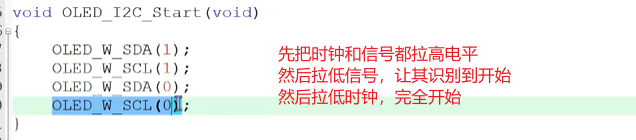 void OLED_I2C_Start(void)
{
OLED_W_SDA(1);
OLED_W_SCL(1);
OLED_W_SDA(0);
OLED_W_SCL(0);
}
先把时钟和信号都拉高电平
然后拉低信号，让其识别到开始
然后拉低时钟，完全开始